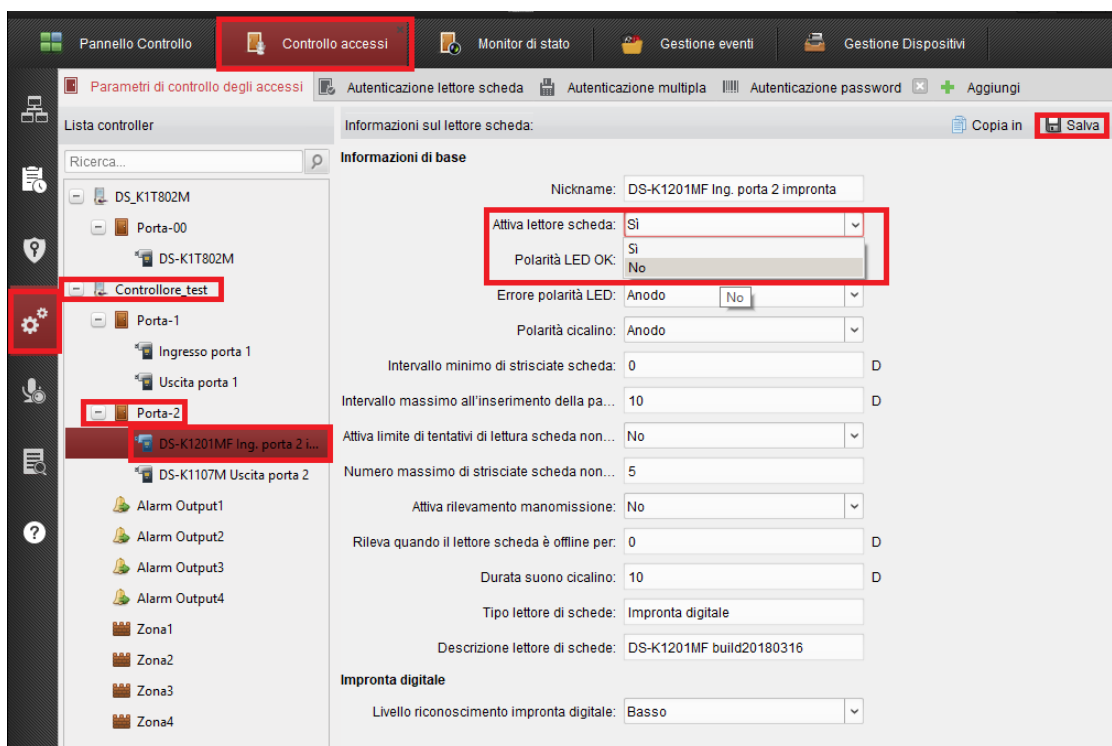 Pannello Controllo
Controllo accessi
Monitor di stato
Gestione eventi
Gestione Dispositivi
Parametri di controllo degli accessi
Autenticazione lettore scheda
Autenticazione multipla
Autenticazione password
Aggiungi
Lista controller
Informazioni sul lettore scheda:
Copia in
Salva
Ricerca...
DS_K1T802M
Porta-00
DS-K1T802M
Controllore_test
Porta-1
Ingresso porta 1
Uscita porta 1
Porta-2
DS-K1201MF Ing. porta 2 i...
DS-K1107M Uscita porta 2
Alarm Output1
Alarm Output2
Alarm Output3
Alarm Output4
Zona1
Zona2
Zona3
Zona4
Informazioni di base
Nickname: DS-K1201MF Ing. porta 2 impronta
Attiva lettore scheda: Sì
Sì
Polarità LED OK:
No
Errore polarità LED: Anodo
No
Polarità cicalino: Anodo
Intervallo minimo di strisciate scheda: 0 D
Intervallo massimo all'inserimento della pa... 10 D
Attiva limite di tentativi di lettura scheda non... No
Numero massimo di strisciate scheda non... 5
Attiva rilevamento manomissione: No
Rileva quando il lettore scheda è offline per: 0 D
Durata suono cicalino: 10 D
Tipo lettore di schede: Impronta digitale
Descrizione lettore di schede: DS-K1201MF build20180316
Impronta digitale
Livello riconoscimento impronta digitale: Basso